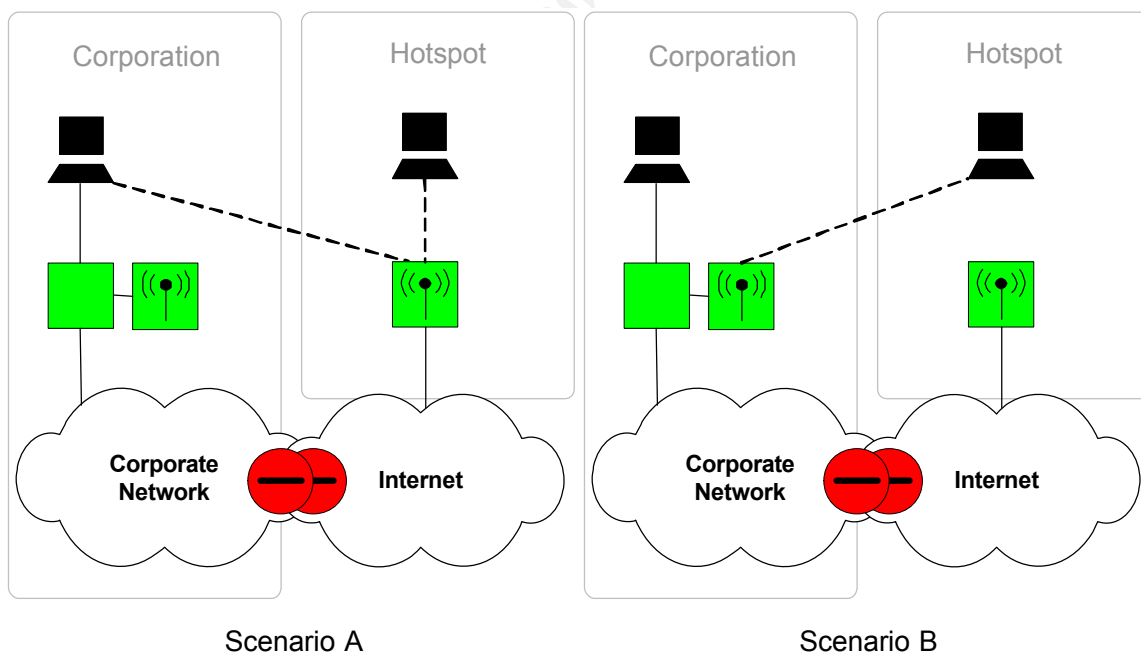 Corporation
Hotspot
Corporation
Hotspot
Corporate
Network
Internet
Corporate
Network
Internet
Scenario A
Scenario B